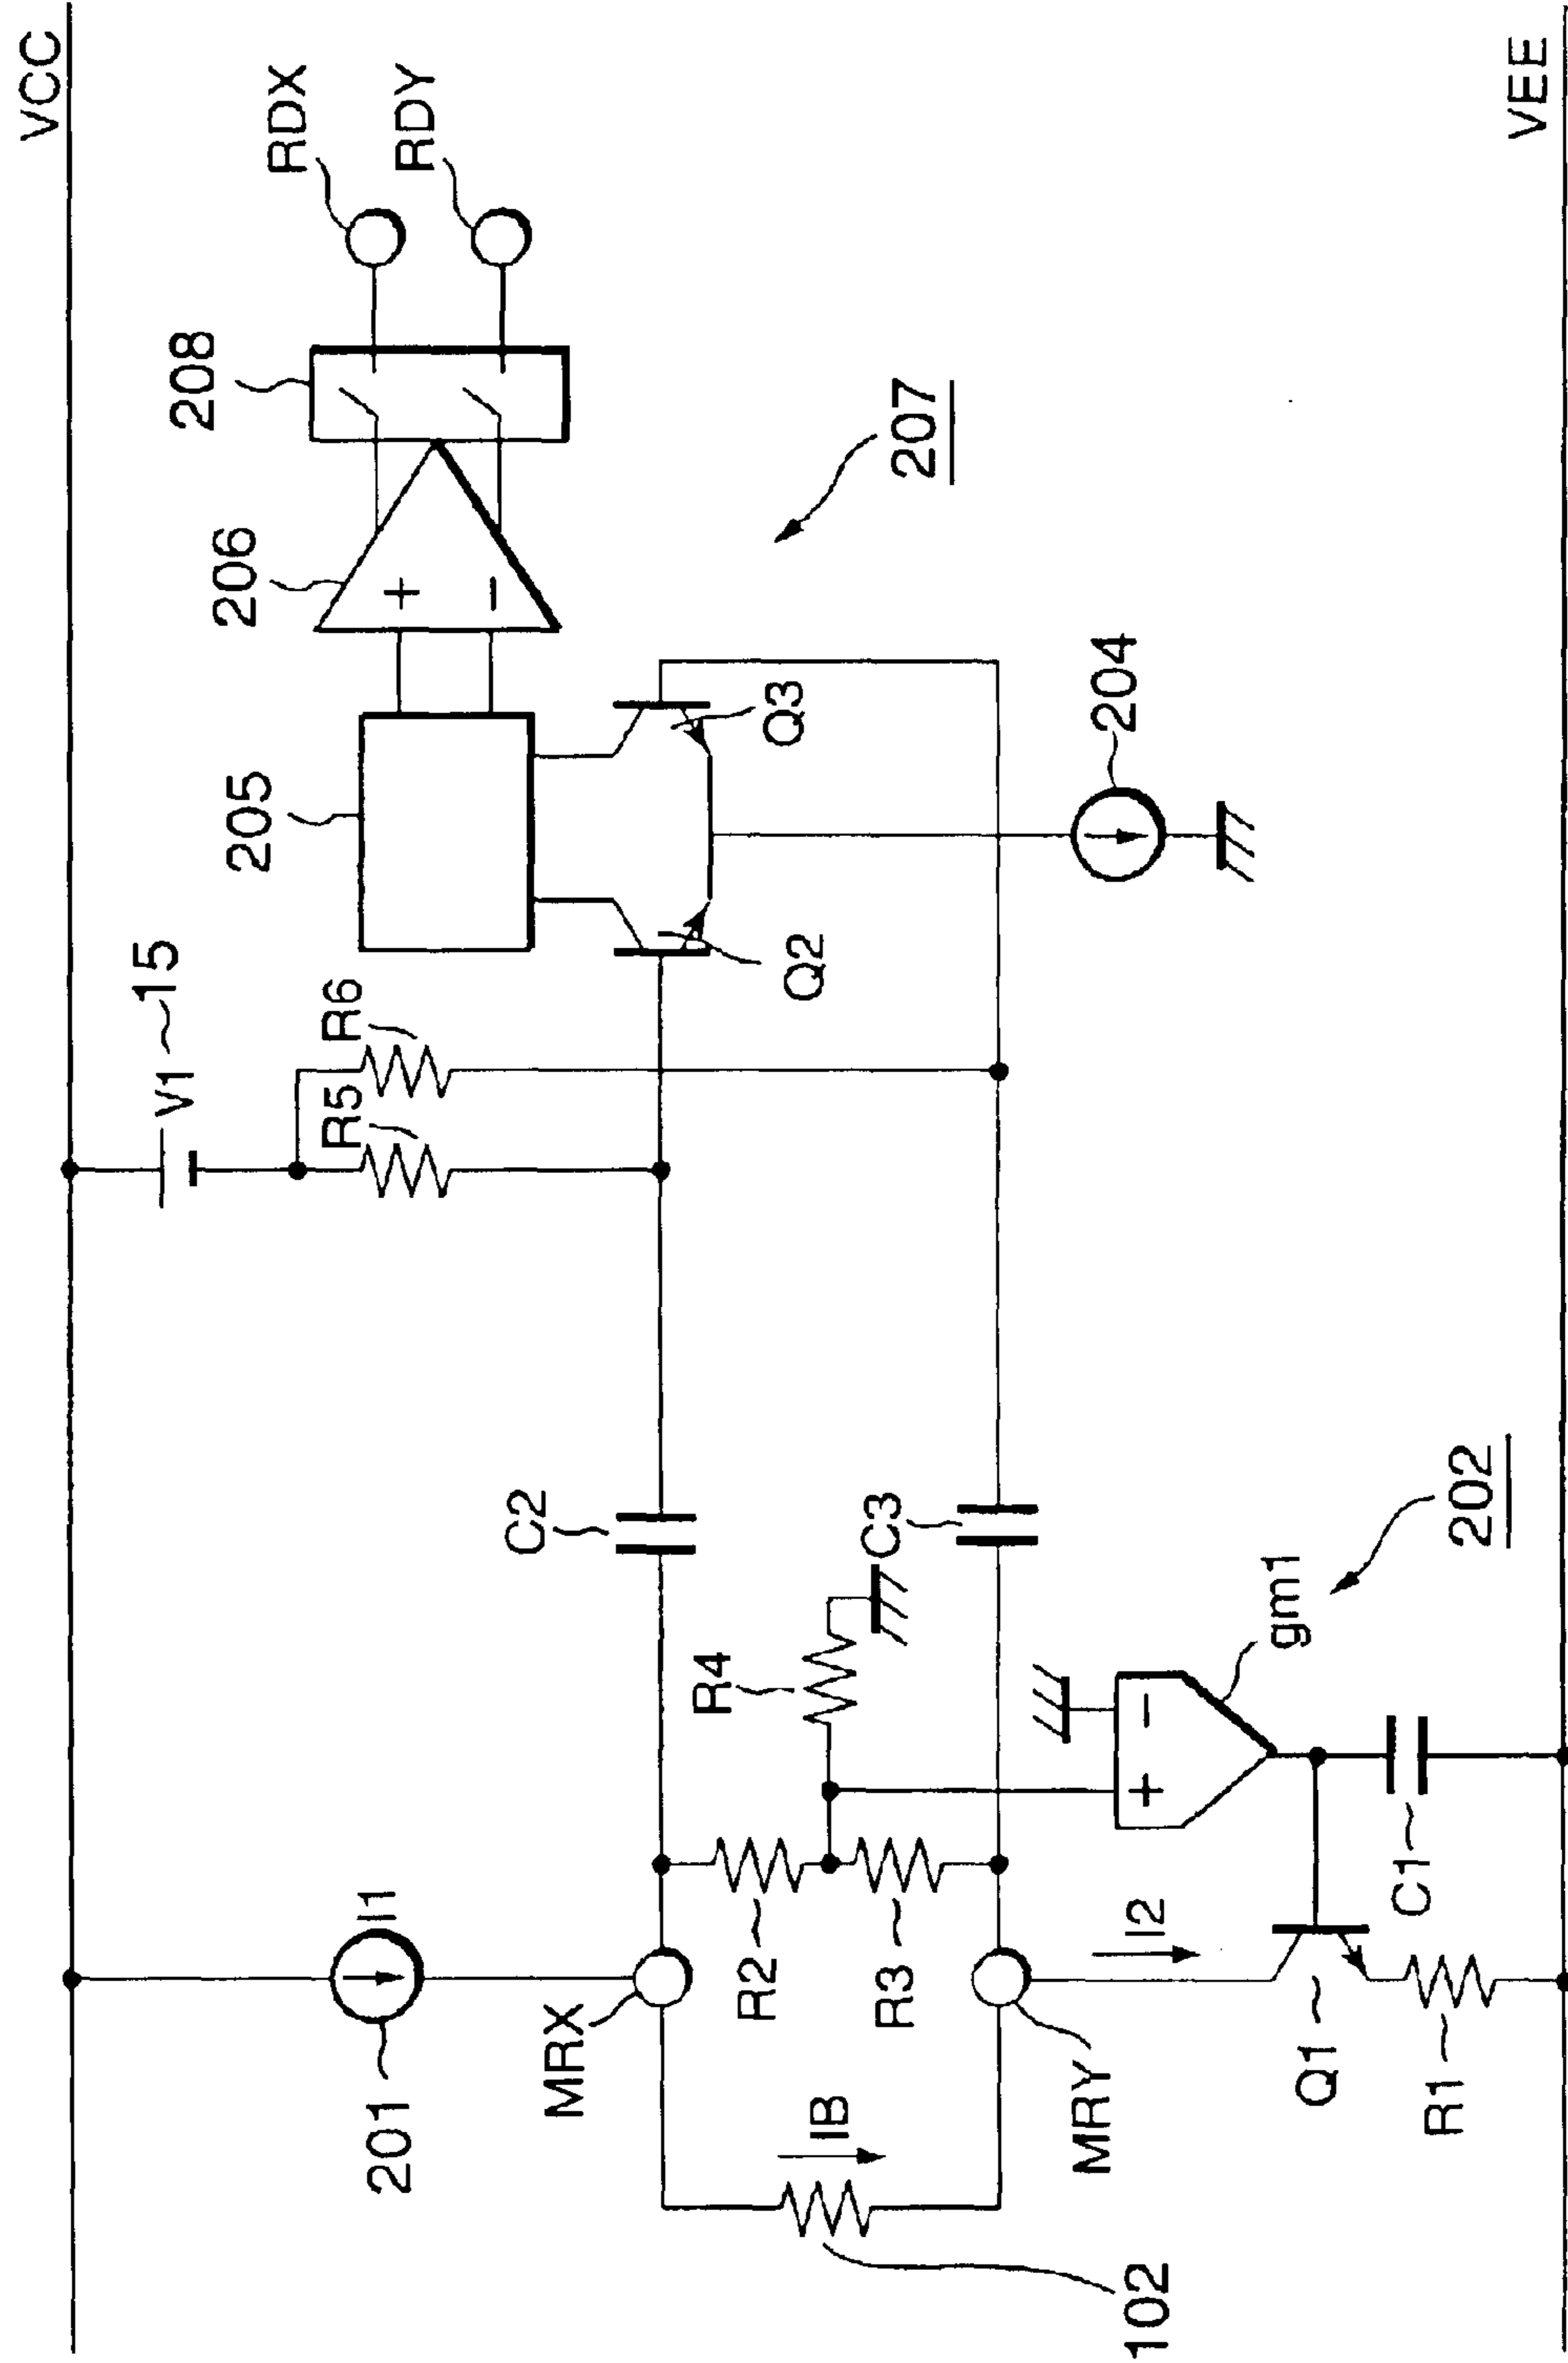 VCC
RDX
RDY
208
206
207
205
204
Q3
Q2
V1
15
R6
R5
C2
C3
R4
gm1
202
I1
201
MRX
R2
R3
I2
C1
Q1
R1
MRY
IB
102
+
-
+
-
VEE